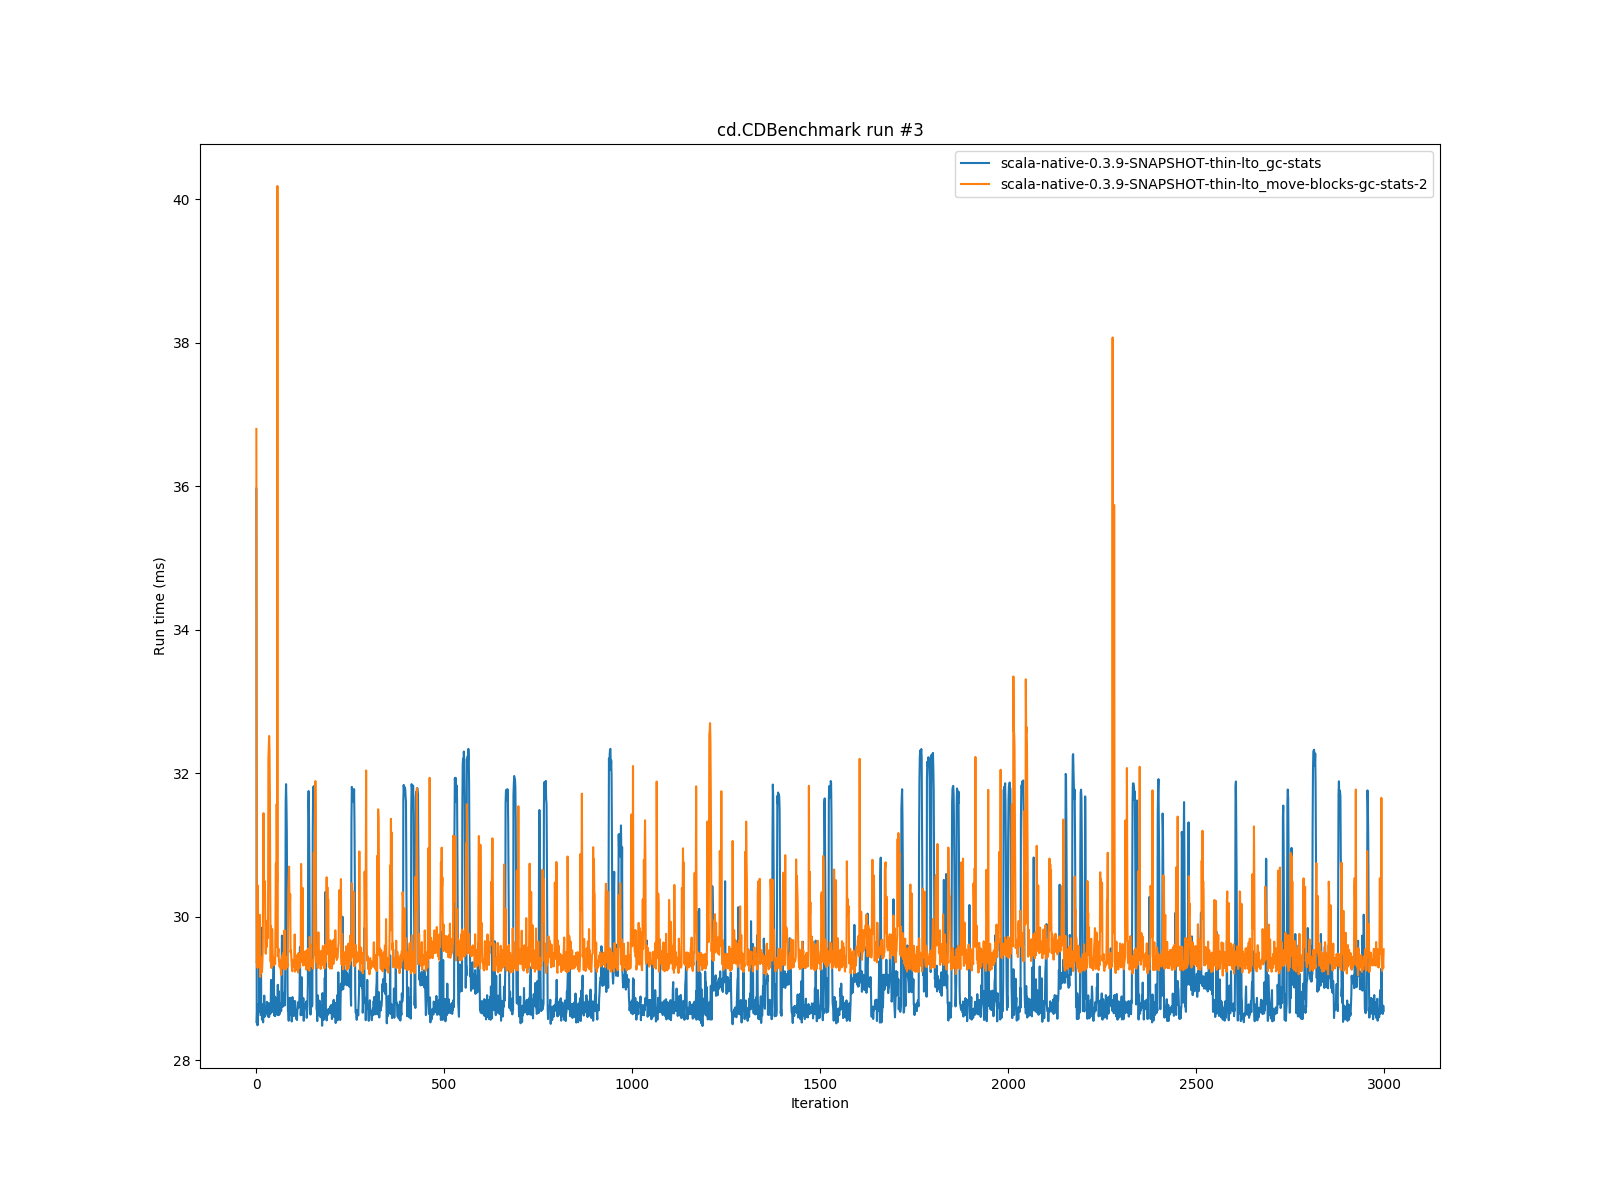 cd.CDBenchmark run #3
scala-native-0.3.9-SNAPSHOT-thin-lto_gc-stats
scala-native-0.3.9-SNAPSHOT-thin-lto_move-blocks-gc-stats-2
40
38
36
34
32
30
28
Run time (ms)
0 500 1000 1500 2000 2500 3000
Iteration